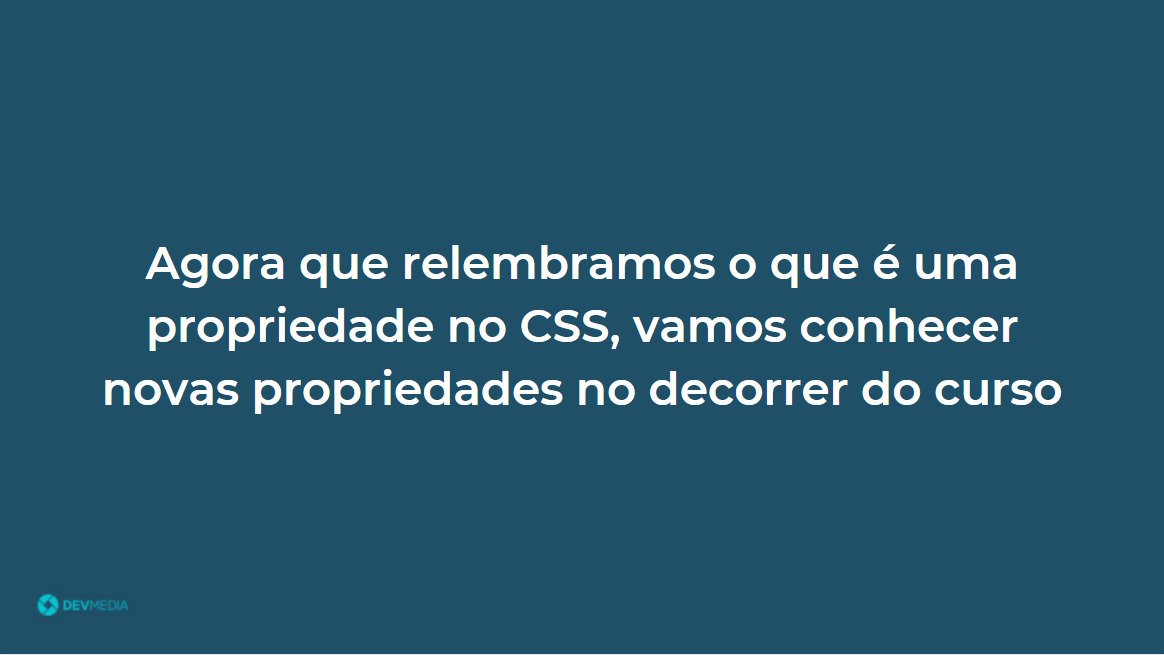 Agora que relembramos o que é uma
propriedade no CSS, vamos conhecer
novas propriedades no decorrer do curso
DEVMEDIA